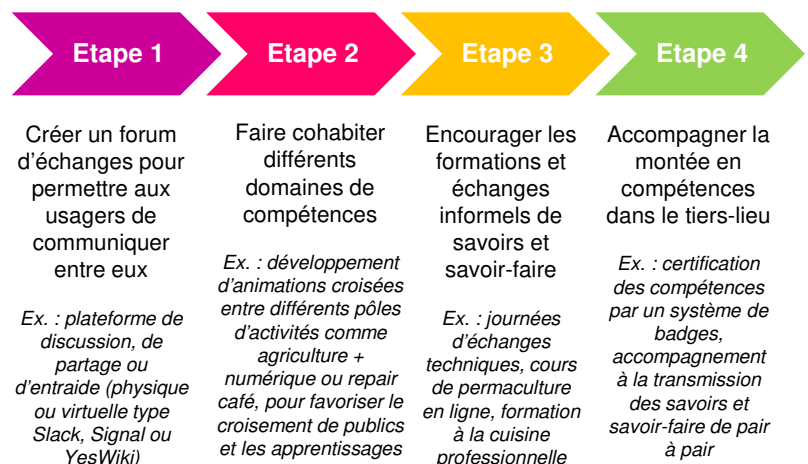 Etape 1
Créer un forum
d'échanges pour
permettre aux
usagers de
communiquer
entre eux
Ex. : plateforme de
discussion, de
partage ou
d'entraide (physique
ou virtuelle type
Slack, Signal ou
YesWiki)
Etape 2
Faire cohabiter
différents
domaines de
compétences
Ex. : développement
d'animations croisées
entre différents pôles
d'activités comme
agriculture +
numérique ou repair
café, pour favoriser le
croisement de publics
et les apprentissages
Etape 3
Encourager les
formations et
échanges
informels de
savoirs et
savoir-faire
Ex. : journées
d'échanges
techniques, cours
de permaculture
en ligne, formation
à la cuisine
professionnelle
Etape 4
Accompagner la
montée en
compétences
dans le tiers-lieu
Ex. : certification
des compétences
par un système de
badges,
accompagnement
à la transmission
des savoirs et
savoir-faire de pair
à pair